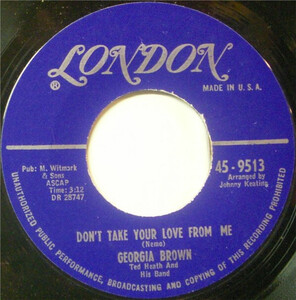 LONDON
®
MADE IN U.S.A.
Pub: M. Witmark
& Sons
ASCAP
Time: 3:12
DR 28747
45-9513
Arranged by
Johnny Keating
DON'T TAKE YOUR LOVE FROM ME
(Nemo)
GEORGIA BROWN
Ted Heath And
His Band
UNAUTHORIZED PUBLIC PERFORMANCE, BROADCASTING AND COPYING OF THIS RECORDING PROHIBITED